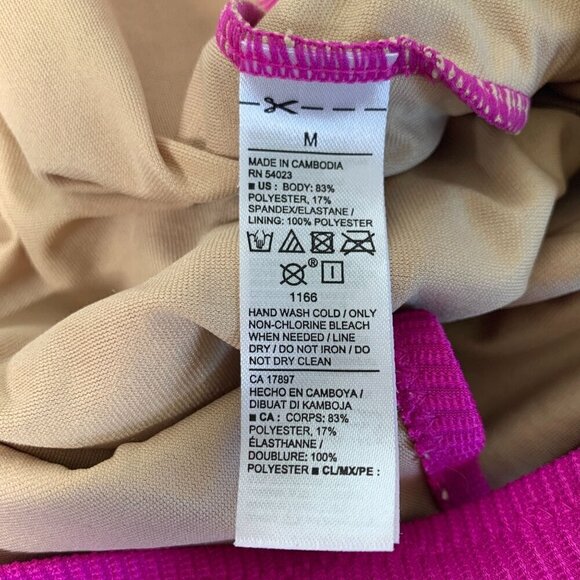 M
MADE IN CAMBODIA
RN 54023
■ US : BODY: 83%
POLYESTER, 17%
SPANDEX/ELASTANE /
LINING: 100% POLYESTER
®
1166
HAND WASH COLD / ONLY
NON-CHLORINE BLEACH
WHEN NEEDED / LINE
DRY / DO NOT IRON / DO
NOT DRY CLEAN
CA 17897
HECHO EN CAMBOYA /
DIBUAT DI KAMBOJA
■ CA : CORPS: 83%
POLYESTER, 17%
ÉLASTHANNE /
DOUBLURE: 100%
POLYESTER ■ CL/MX/PE :